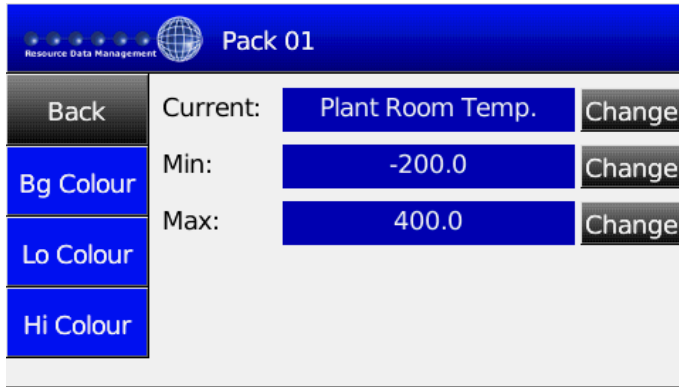 Resource Data Management
Pack 01
Back
Current: Plant Room Temp. Change
Bg Colour
Min: -200.0 Change
Lo Colour
Max: 400.0 Change
Hi Colour